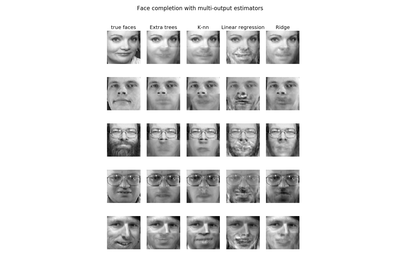 Face completion with multi-output estimators
true faces Extra trees K-nn Linear regression Ridge